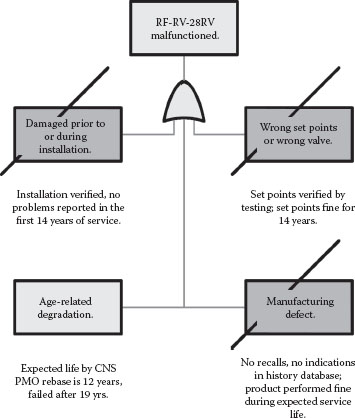 RF-RV-28RV
malfunctioned.
Damaged prior to
or during
installation.
Wrong set points
or wrong valve.
Installation verified, no
problems reported in the
first 14 years of service.
Set points verified by
testing; set points fine for
14 years.
Age-related
degradation.
Manufacturing
defect.
Expected life by CNS
PMO rebase is 12 years,
failed after 19 yrs.
No recalls, no indications
in history database;
product performed fine
during expected service
life.